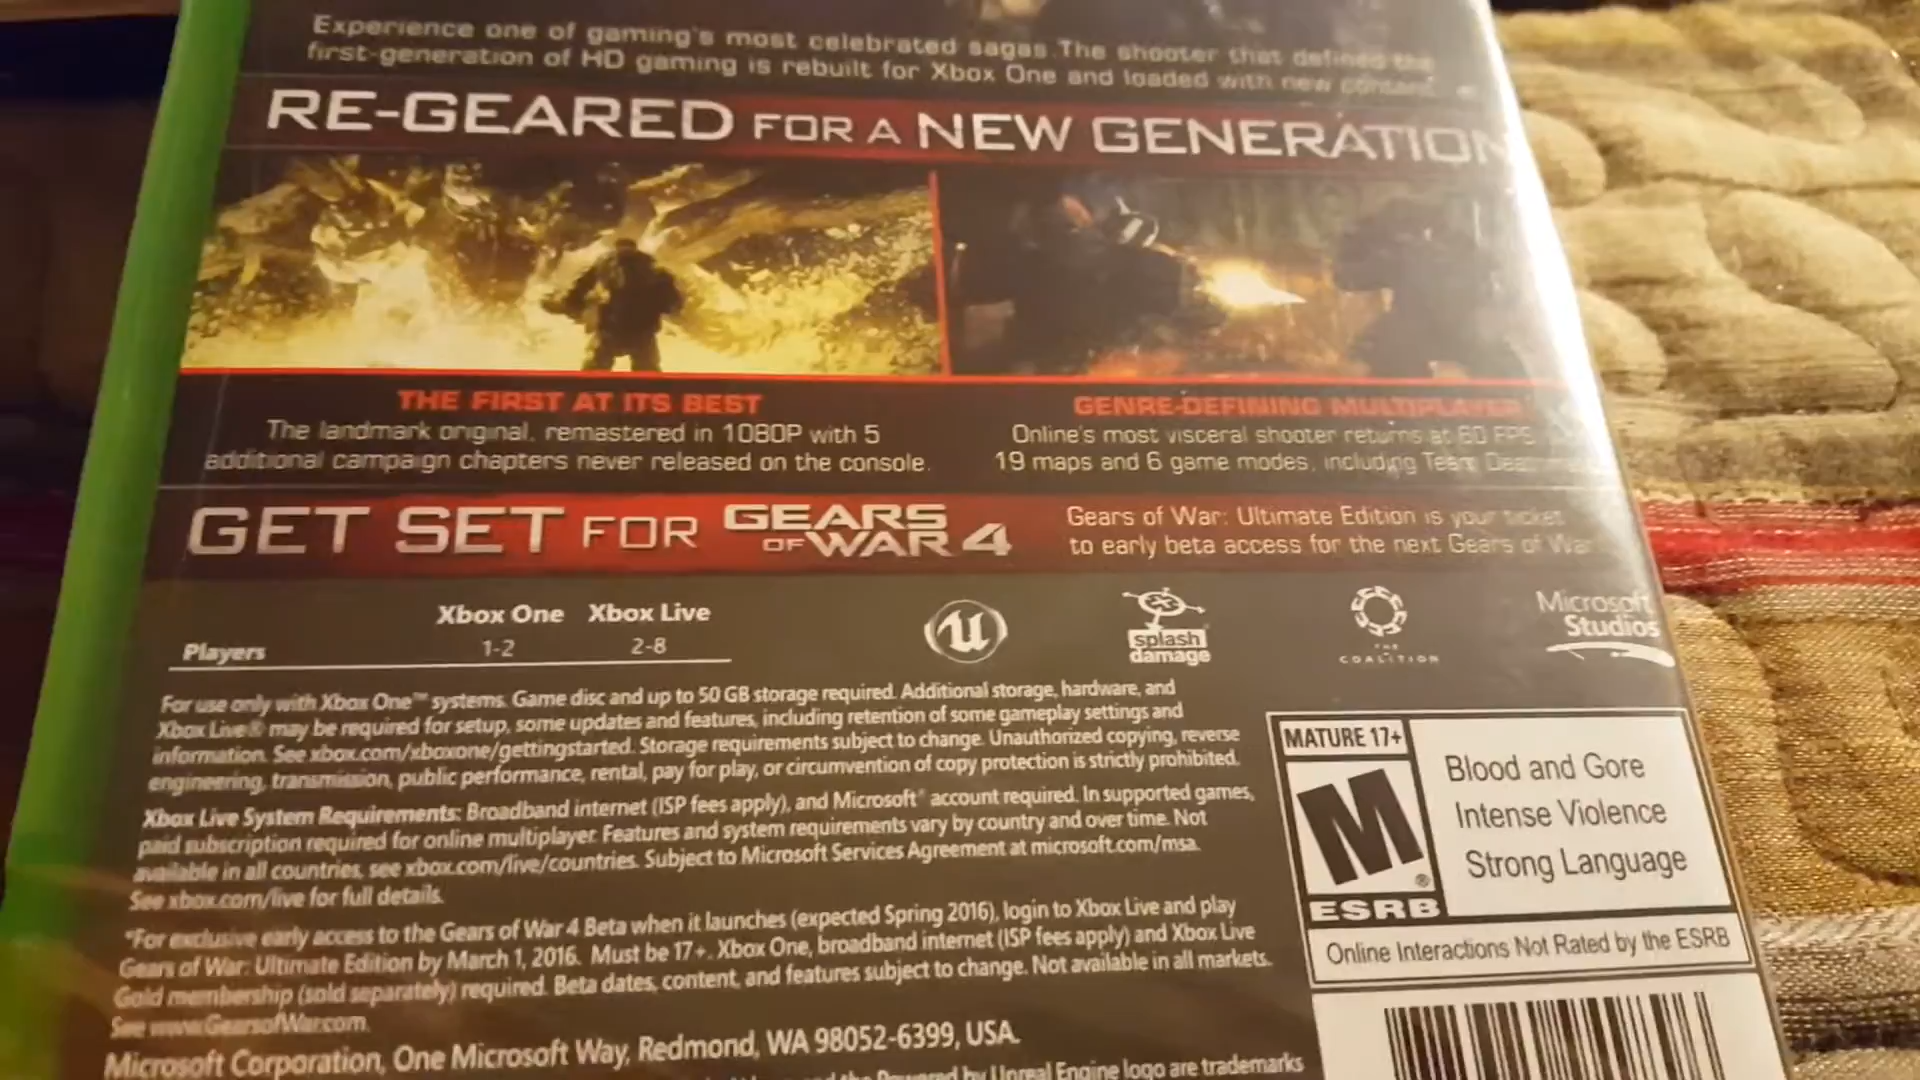 Experience one of gaming's most celebrated sagas. The shooter that defined the
first-generation of HD gaming is rebuilt for Xbox One and loaded with new content.
RE-GEARED FOR A NEW GENERATION
THE FIRST AT ITS BEST
The landmark original, remastered in 1080P with 5
additional campaign chapters never released on the console.
GENRE-DEFINING MULTIPLAYER
Online's most visceral shooter returns at 60 FPS
19 maps and 6 game modes, including Team
GET SET FOR GEARS OF WAR 4
Gears of War: Ultimate Edition is your ticket
to early beta access for the next Gears of War
Xbox One Xbox Live
Players 1-2 2-8
splash
damage
THE
COALITION
Microsoft
Studios
For use only with Xbox One™ systems. Game disc and up to 50 GB storage required. Additional storage, hardware, and
Xbox Live® may be required for setup, some updates and features, including retention of some gameplay settings and
information. See xbox.com/xboxone/gettingstarted. Storage requirements subject to change. Unauthorized copying, reverse
engineering, transmission, public performance, rental, pay for play, or circumvention of copy protection is strictly prohibited.
Xbox Live System Requirements: Broadband internet (ISP fees apply), and Microsoft® account required. In supported games,
paid subscription required for online multiplayer. Features and system requirements vary by country and over time. Not
available in all countries, see xbox.com/live/countries. Subject to Microsoft Services Agreement at microsoft.com/msa.
See xbox.com/live for full details.
*For exclusive early access to the Gears of War 4 Beta when it launches (expected Spring 2016), login to Xbox Live and play
Gears of War: Ultimate Edition by March 1, 2016. Must be 17+. Xbox One, broadband internet (ISP fees apply) and Xbox Live
Gold membership (sold separately) required. Beta dates, content, and features subject to change. Not available in all markets.
See www.GearsofWar.com.
Microsoft Corporation, One Microsoft Way, Redmond, WA 98052-6399, USA.
and the Powered by Unreal Engine logo are trademarks
MATURE 17+
M
ESRB
Blood and Gore
Intense Violence
Strong Language
Online Interactions Not Rated by the ESRB